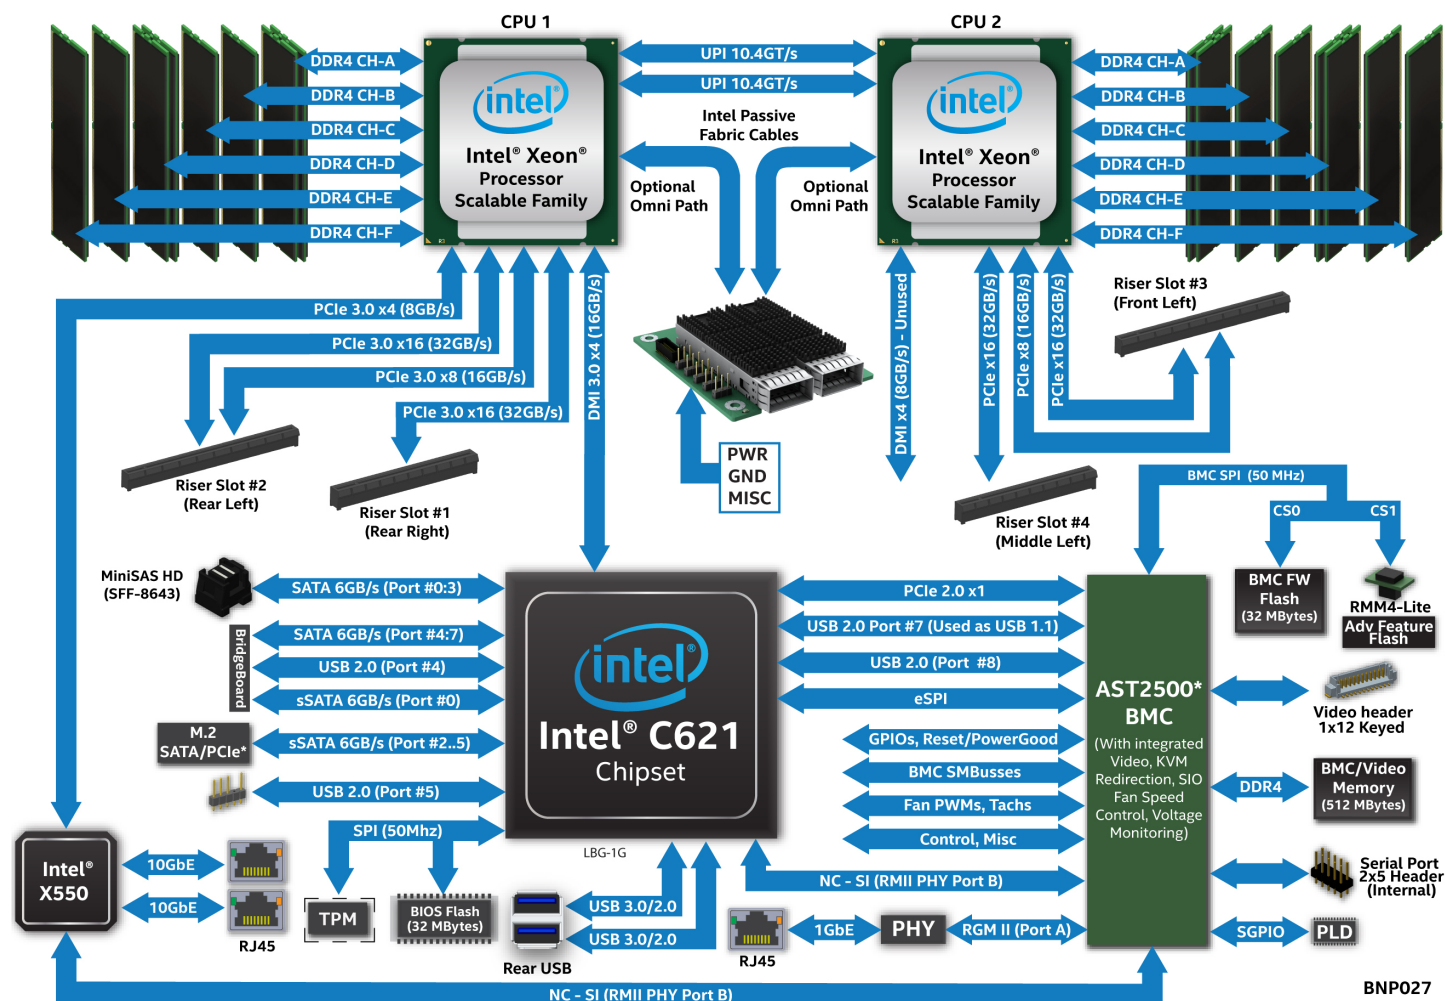 CPU 1
CPU 2
DDR4 CH-A
DDR4 CH-B
DDR4 CH-C
DDR4 CH-D
DDR4 CH-E
DDR4 CH-F
intel®
Intel® Xeon®
Processor
Scalable Family
R3
UPI 10.4GT/s
UPI 10.4GT/s
Intel Passive
Fabric Cables
Optional
Omni Path
Optional
Omni Path
intel®
Intel® Xeon®
Processor
Scalable Family
R3
DDR4 CH-A
DDR4 CH-B
DDR4 CH-C
DDR4 CH-D
DDR4 CH-E
DDR4 CH-F
PCIe 3.0 x4 (8GB/s)
PCIe 3.0 x16 (32GB/s)
PCIe 3.0 x8 (16GB/s)
PCIe 3.0 x16 (32GB/s)
DMI 3.0 x4 (16GB/s)
DMI x4 (8GB/s) - Unused
PCIe x16 (32GB/s)
PCIe x8 (16GB/s)
PCIe x16 (32GB/s)
Riser Slot #3
(Front Left)
Riser Slot #2
(Rear Left)
Riser Slot #1
(Rear Right)
PWR
GND
MISC
Riser Slot #4
(Middle Left)
BMC SPI (50 MHz)
CS0
CS1
BMC FW
Flash
(32 MBytes)
RMM4-Lite
Adv Feature
Flash
MiniSAS HD
(SFF-8643)
SATA 6GB/s (Port #0:3)
BridgeBoard
SATA 6GB/s (Port #4:7)
USB 2.0 (Port #4)
sSATA 6GB/s (Port #0)
M.2
SATA/PCIe*
sSATA 6GB/s (Port #2..5)
USB 2.0 (Port #5)
SPI (50Mhz)
intel®
Intel® C621
Chipset
LBG-1G
PCIe 2.0 x1
USB 2.0 Port #7 (Used as USB 1.1)
USB 2.0 (Port #8)
eSPI
GPIOs, Reset/PowerGood
BMC SMBusses
Fan PWMs, Tachs
Control, Misc
NC - SI (RMII PHY Port B)
AST2500*
BMC
(With integrated
Video, KVM
Redirection, SIO
Fan Speed
Control, Voltage
Monitoring)
Video header
1x12 Keyed
DDR4
BMC/Video
Memory
(512 MBytes)
Serial Port
2x5 Header
(Internal)
SGPIO
PLD
Intel®
X550
10GbE
10GbE
RJ45
TPM
BIOS Flash
(32 MBytes)
Rear USB
USB 3.0/2.0
USB 3.0/2.0
RJ45
1GbE
PHY
RGM II (Port A)
NC - SI (RMII PHY Port B)
BNP027